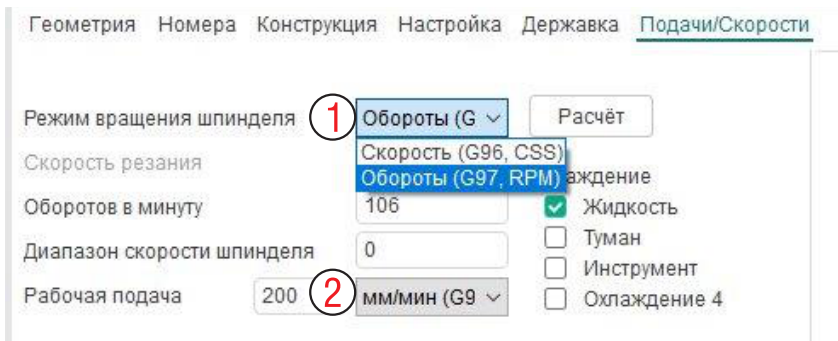 Геометрия Номера Конструкция Настройка Державка Подачи/Скорости
Режим вращения шпинделя 1 Обороты (G Расчёт
Скорость (G96, CSS)
Скорость резания
Обороты (G97, RPM) аждение
Оборотов в минуту 106 Жидкость
Туман
Диапазон скорости шпинделя 0
Инструмент
Рабочая подача 200 2 мм/мин (G9 Охлаждение 4